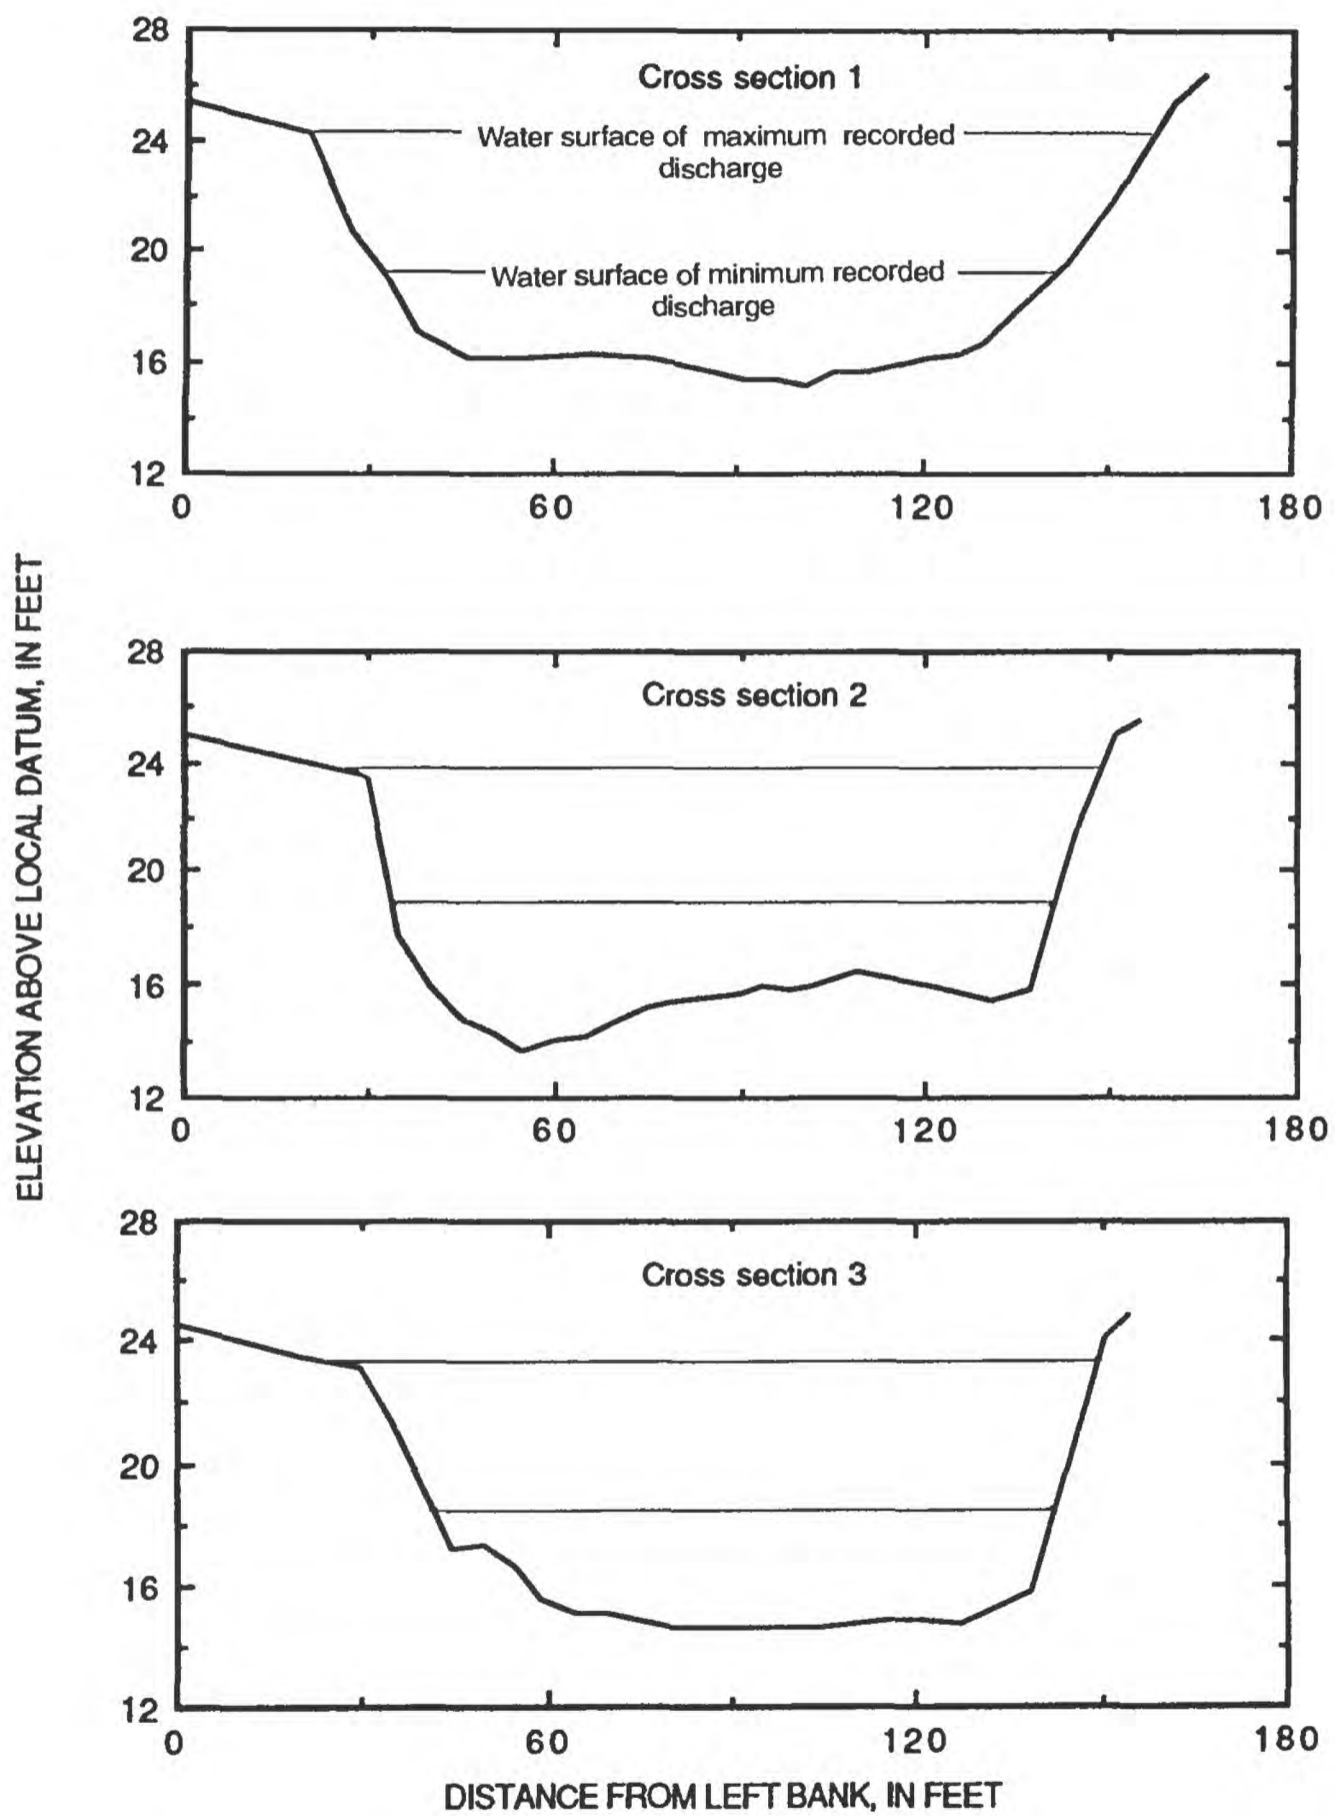 28
Cross section 1
24
Water surface of maximum recorded
discharge
20
Water surface of minimum recorded
discharge
16
12
0 60 120 180
ELEVATION ABOVE LOCAL DATUM, IN FEET
28
Cross section 2
24
20
16
12
0 60 120 180
28
Cross section 3
24
20
16
12
0 60 120 180
DISTANCE FROM LEFT BANK, IN FEET